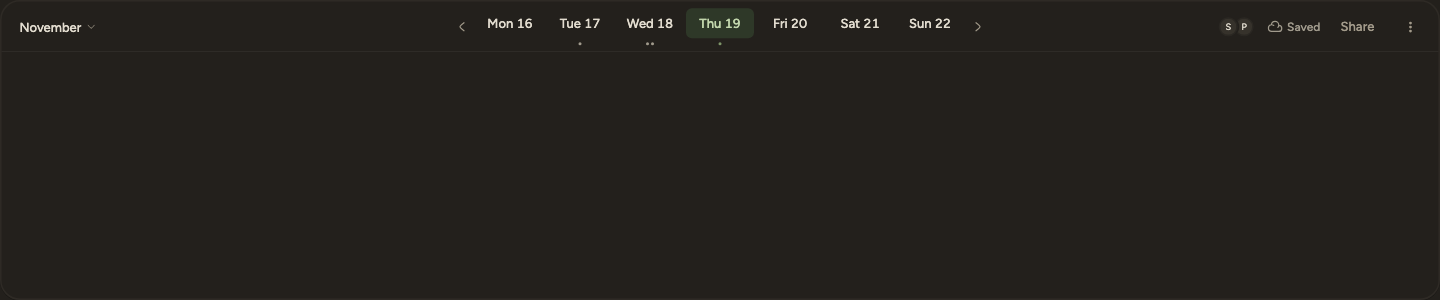 November
Mon 16
Tue 17
Wed 18
Thu 19
Fri 20
Sat 21
Sun 22
S
P
Saved
Share